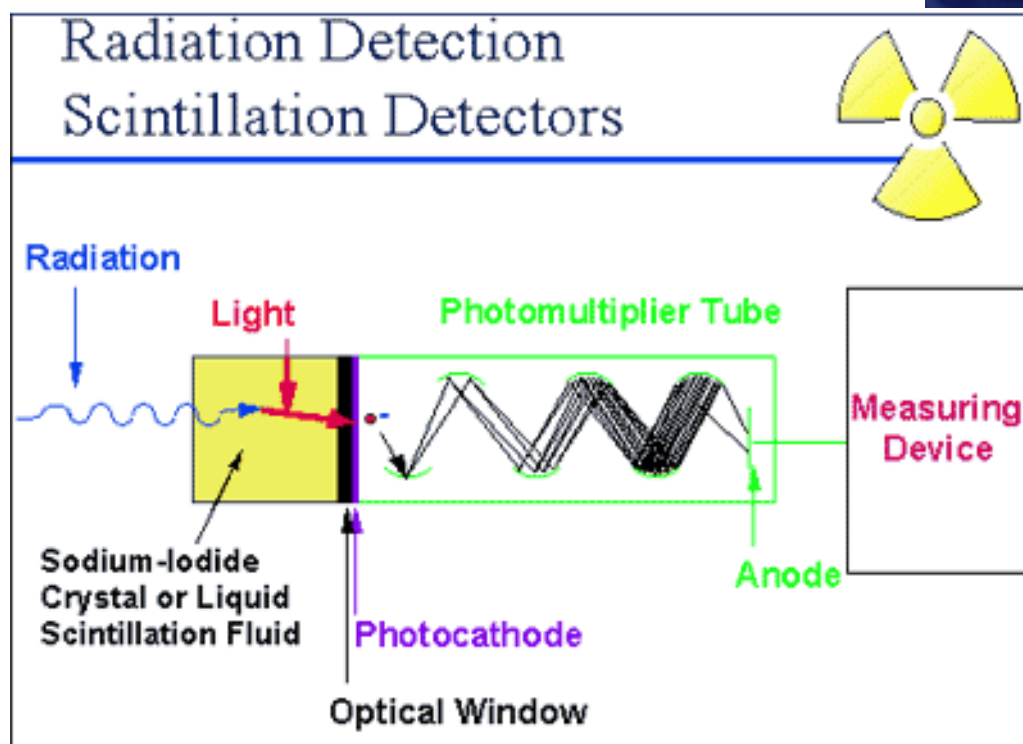 Radiation Detection
Scintillation Detectors
Radiation
Light
Photomultiplier Tube
Measuring
Device
Sodium-Iodide
Crystal or Liquid
Scintillation Fluid
Photocathode
Anode
Optical Window